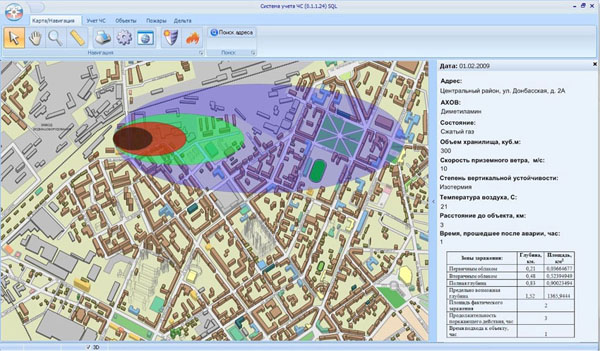 Система учета ЧС (0.1.1.24) SQL
Карта/Навигация
Учет ЧС
Объекты
Пожары
Дельта
Поиск адреса
Навигация
Поиск
Дата: 01.02.2009
Адрес:
Центральный район, ул. Донбасская, д. 2А
АХОВ:
Диметиламин
Состояние:
Сжатый газ
Объем хранилища, куб.м:
300
Скорость приземного ветра, м/с:
10
Степень вертикальной устойчивости:
Изотермия
Температура воздуха, С:
21
Расстояние до объекта, км:
3
Время, прошедшее после аварии, час:
1
Зоны заражения: Глубина, км. Площадь, км²
Первичным облаком 0,21 0,03664677
Вторичным облаком 0,48 0,52394949
Полная глубина 0,83 0,90023494
Предельно возможная глубина 1,52 1365,9444
Площадь фактического заражения 2
Продолжительность поражающего действия, час 3
Время подхода к объекту, час 1
3D